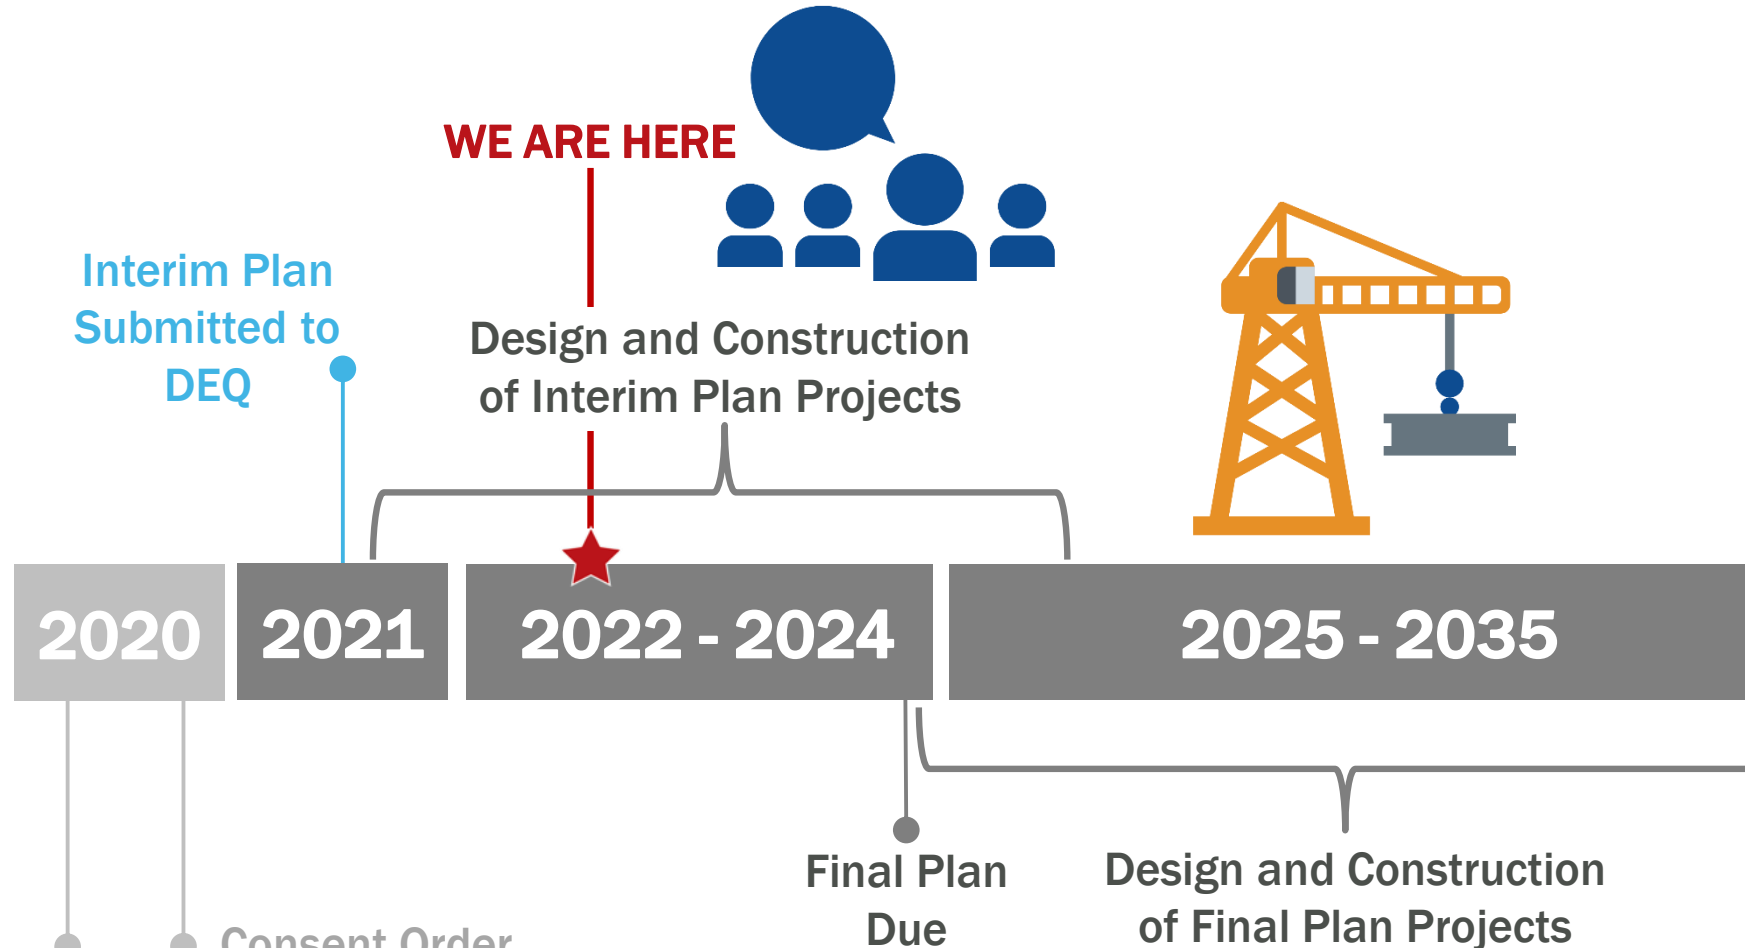 WE ARE HERE
Interim Plan
Submitted to
DEQ
Design and Construction
of Interim Plan Projects
2020
2021
2022 - 2024
2025 - 2035
Final Plan
Due
Design and Construction
of Final Plan Projects
Consent Order